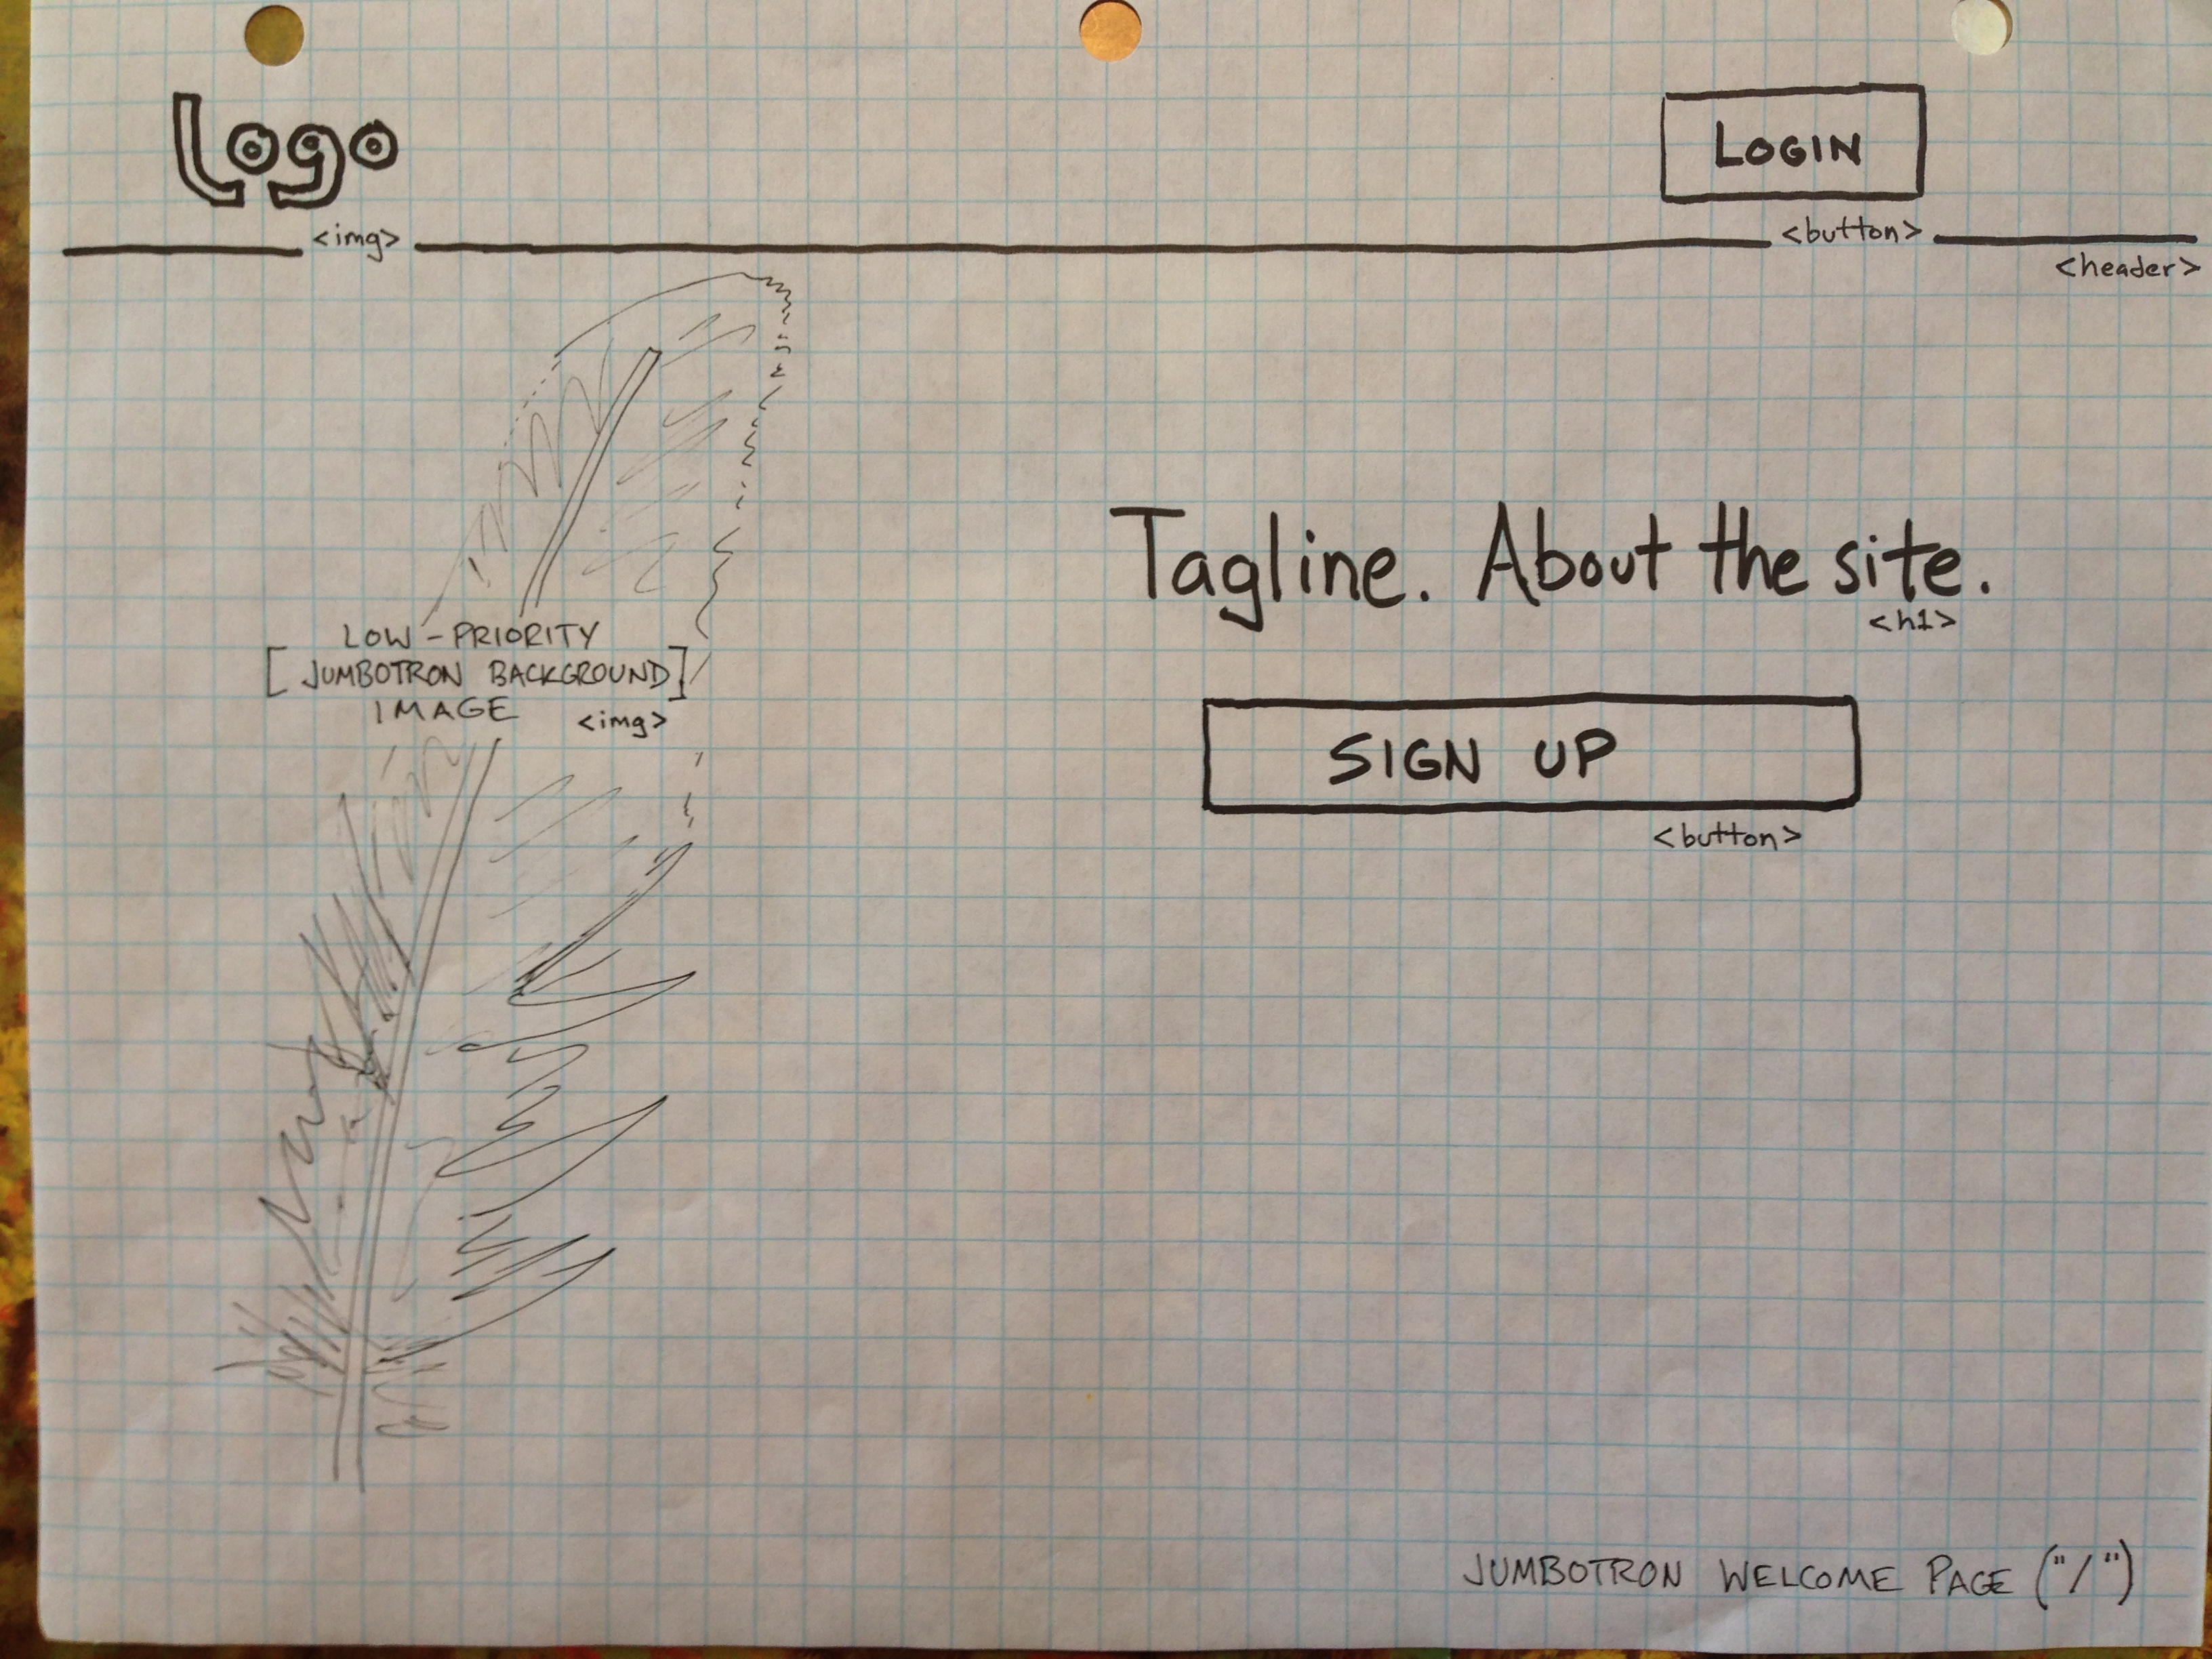 Logo
LOGIN
<img>
<button>
<header>
Tagline. About the site.
<h1>
SIGN UP
<button>
LOW-PRIORITY
[JUMBOTRON BACKGROUND]
IMAGE <img>
JUMBOTRON WELCOME PAGE ("/")